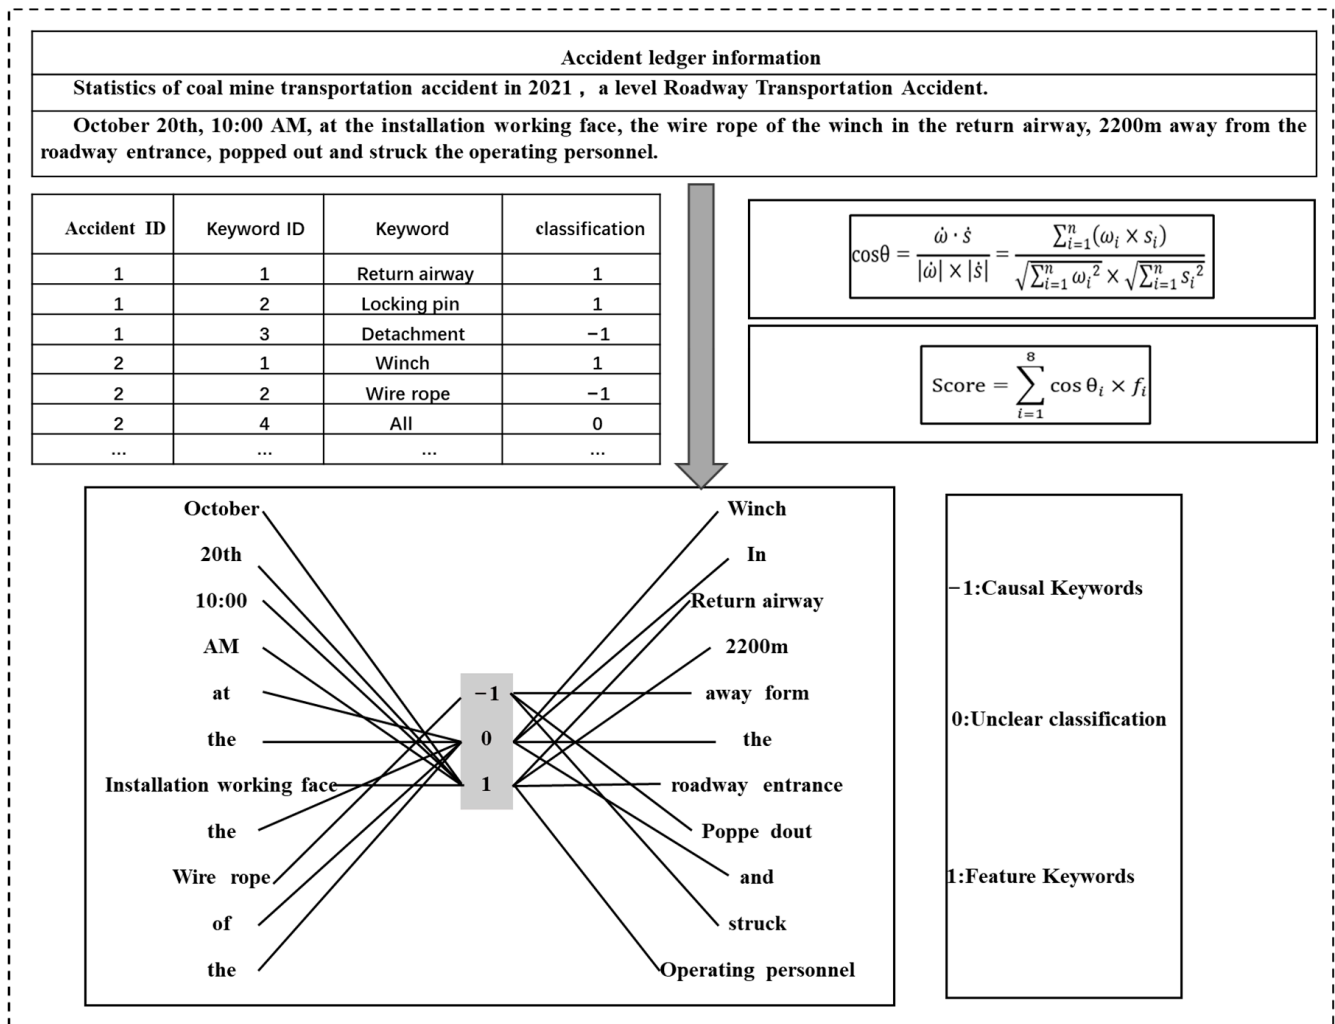 Accident ledger information
Statistics of coal mine transportation accident in 2021 , a level Roadway Transportation Accident.
October 20th, 10:00 AM, at the installation working face, the wire rope of the winch in the return airway, 2200m away from the
roadway entrance, popped out and struck the operating personnel.
Accident ID Keyword ID Keyword classification
1 1 Return airway 1
1 2 Locking pin 1
1 3 Detachment −1
2 1 Winch 1
2 2 Wire rope −1
2 4 All 0
... ... ... ...
cosθ = ω̇ · ṡ / |ω̇| × |ṡ| = ∑ⁿᵢ₌₁(ωᵢ × sᵢ) / √∑ⁿᵢ₌₁ ωᵢ² × √∑ⁿᵢ₌₁ sᵢ²
Score = ∑⁸ᵢ₌₁ cos θᵢ × fᵢ
October
20th
10:00
AM
at
the
Installation working face
the
Wire rope
of
the
−1
0
1
Winch
In
Return airway
2200m
away form
the
roadway entrance
Poppe dout
and
struck
Operating personnel
−1:Causal Keywords
0:Unclear classification
1:Feature Keywords